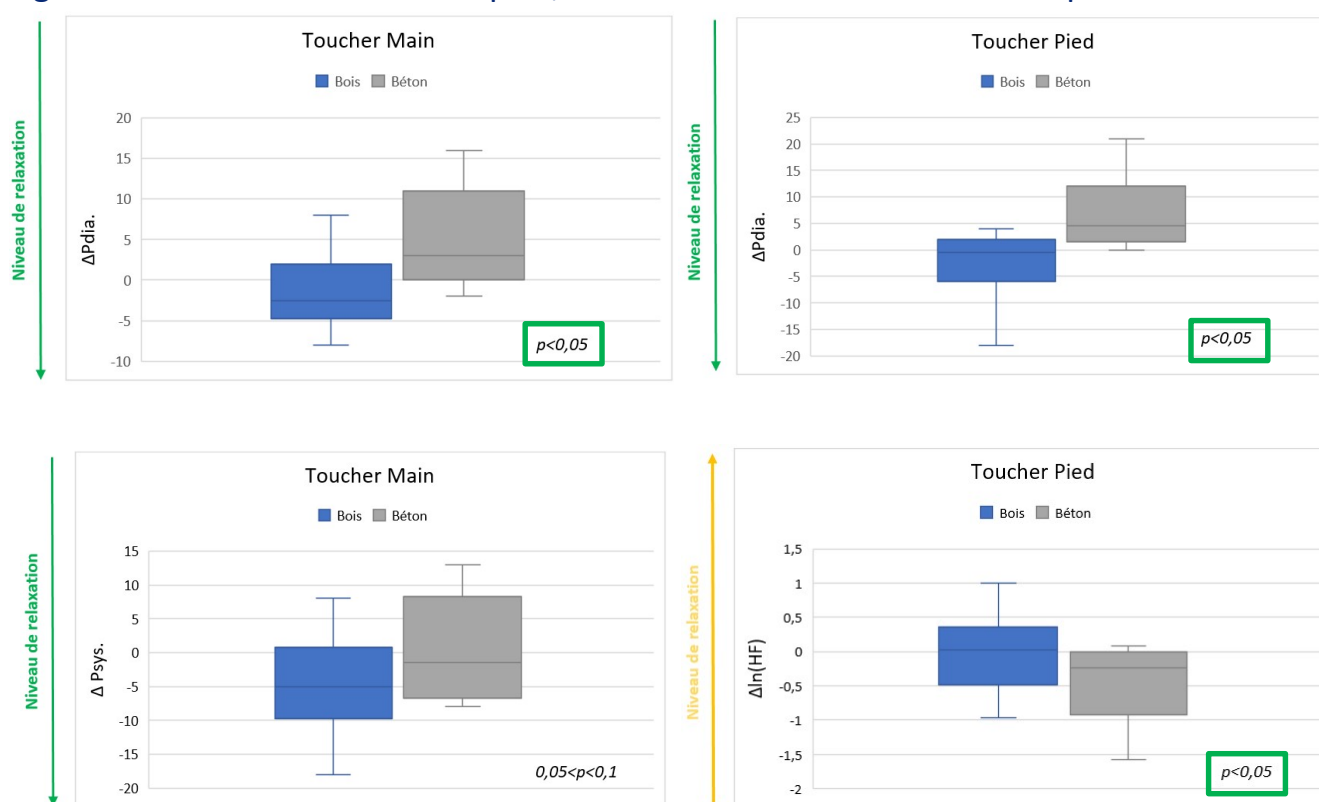 Toucher Main
Bois Béton
Niveau de relaxation
ΔPdia.
20
15
10
5
0
-5
-10
p<0,05
Toucher Pied
Bois Béton
Niveau de relaxation
ΔPdia.
25
20
15
10
5
0
-5
-10
-15
-20
p<0,05
Toucher Main
Bois Béton
Niveau de relaxation
Δ Psys.
15
10
5
0
-5
-10
-15
-20
0,05<p<0,1
Toucher Pied
Bois Béton
Niveau de relaxation
Δln(HF)
1,5
1
0,5
0
-0,5
-1
-1,5
-2
p<0,05